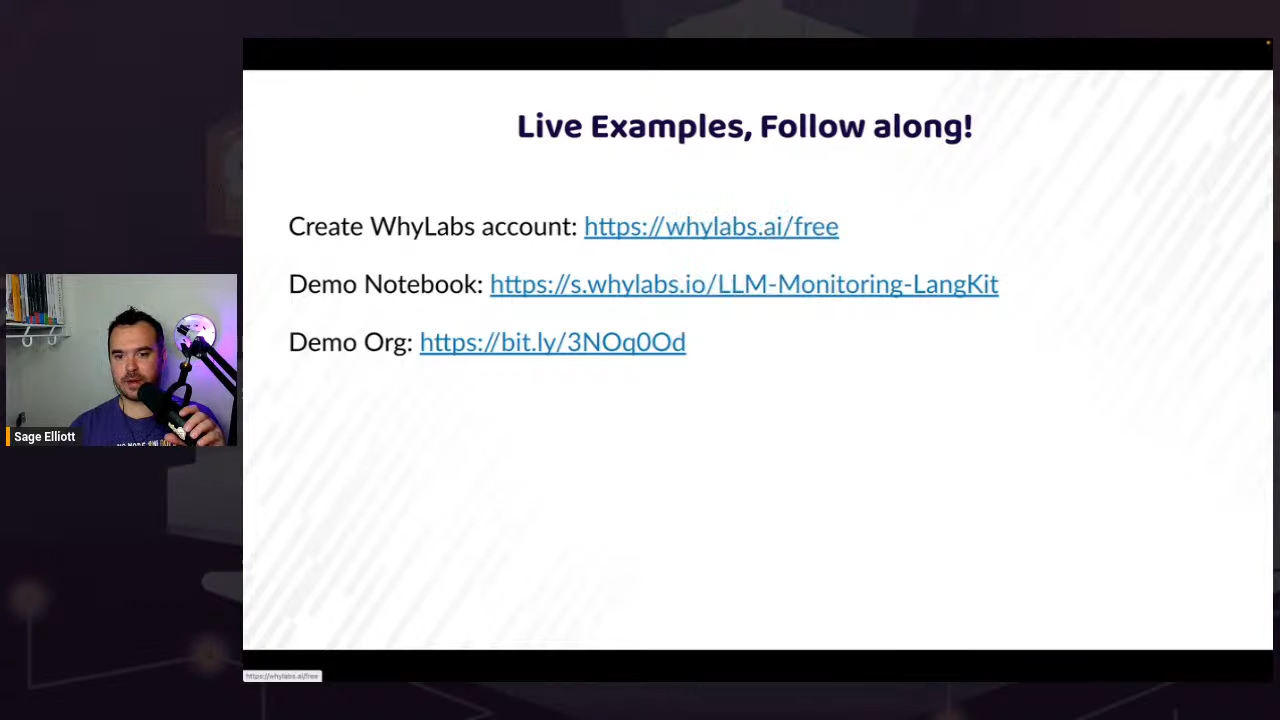 Live Examples, Follow along!
Create WhyLabs account: https://whylabs.ai/free
Demo Notebook: https://s.whylabs.io/LLM-Monitoring-LangKit
Demo Org: https://bit.ly/3NOq0Od
Sage Elliott
https://whylabs.ai/free